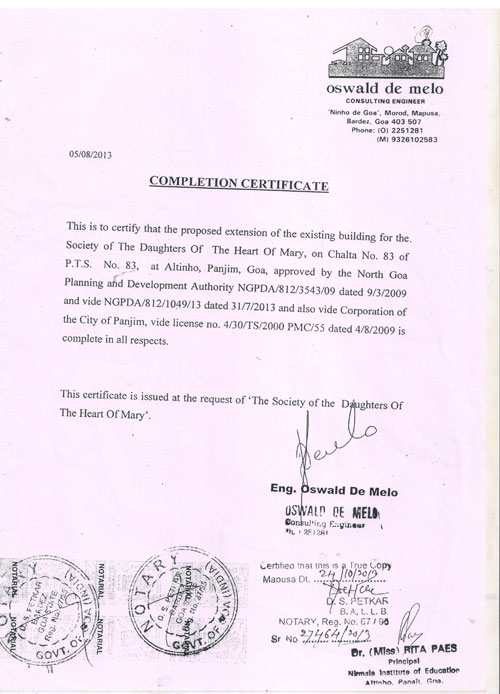 oswald de melo
CONSULTING ENGINEER
'Ninho de Goa', Morod, Mapusa,
Bardez, Goa 403 507
Phone: (O) 2251281
(M) 9326102583
05/08/2013
COMPLETION CERTIFICATE
This is to certify that the proposed extension of the existing building for the
Society of The Daughters Of The Heart Of Mary, on Chalta No. 83 of
P.T.S. No. 83, at Altinho, Panjim, Goa, approved by the North Goa
Planning and Development Authority NGPDA/812/3543/09 dated 9/3/2009
and vide NGPDA/812/1049/13 dated 31/7/2013 and also vide Corporation of
the City of Panjim, vide license no. 4/30/TS/2000 PMC/55 dated 4/8/2009 is
complete in all respects.
This certificate is issued at the request of 'The Society of the Daughters Of
The Heart Of Mary'.
Eng. Oswald De Melo
OSWALD DE MELO
Consulting Engineer
Ph. : 251281
NOTARIAL
NOTARIAL
NOTARY
D. S. PETKAR
GOVT. OF
NOTARIAL
NOTARIAL
Certified that this is a True Copy
Mapusa Dt. 24/10/2013
D. S. PETKAR
B.A., L.L.B.
NOTARY, Reg. No. 67/95
Sr No 27464/2013
Dr. (Miss) RITA PAES
Principal
Nirmala Institute of Education
Altinho, Panaji, Goa.